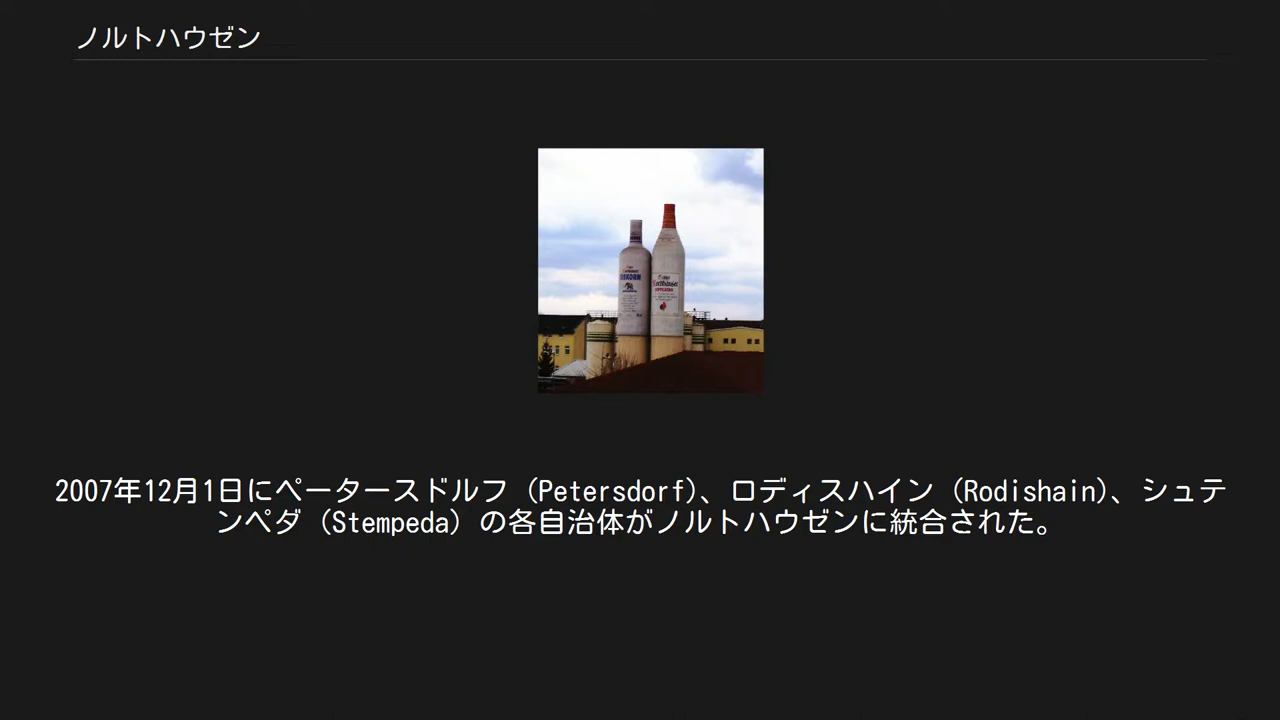 ノルトハウゼン
2007年12月1日にペータースドルフ（Petersdorf)、ロディスハイン（Rodishain)、シュテ
ンペダ（Stempeda）の各自治体がノルトハウゼンに統合された。